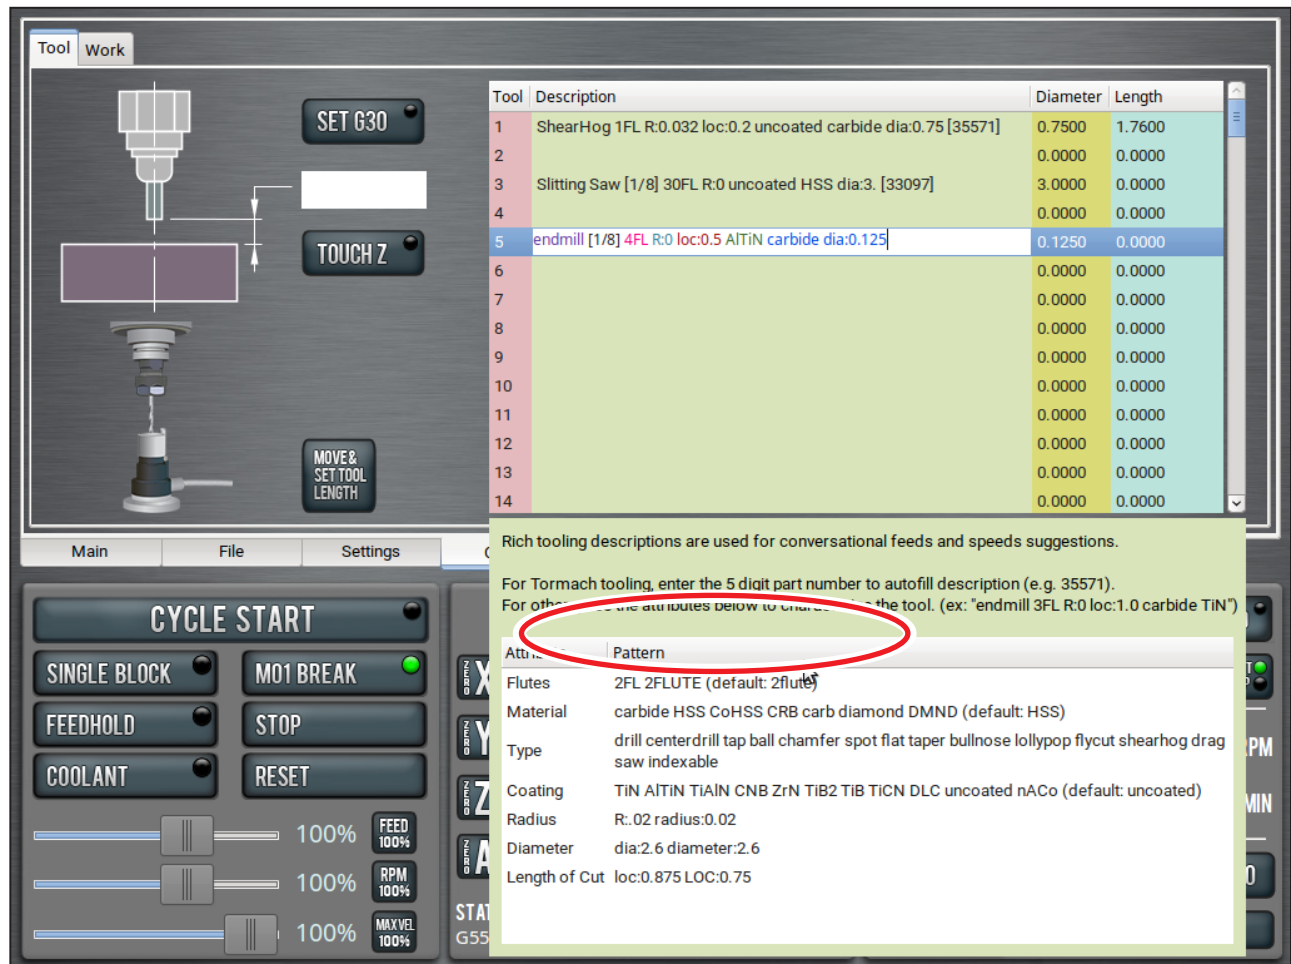 Tool Work
SET G30
TOUCH Z
MOVE &
SET TOOL
LENGTH
Tool Description Diameter Length
1 ShearHog 1FL R:0.032 loc:0.2 uncoated carbide dia:0.75 [35571] 0.7500 1.7600
2 0.0000 0.0000
3 Slitting Saw [1/8] 30FL R:0 uncoated HSS dia:3. [33097] 3.0000 0.0000
4 0.0000 0.0000
5 endmill [1/8] 4FL R:0 loc:0.5 AlTiN carbide dia:0.125 0.1250 0.0000
6 0.0000 0.0000
7 0.0000 0.0000
8 0.0000 0.0000
9 0.0000 0.0000
10 0.0000 0.0000
11 0.0000 0.0000
12 0.0000 0.0000
13 0.0000 0.0000
14 0.0000 0.0000
Main File Settings
Rich tooling descriptions are used for conversational feeds and speeds suggestions.
For Tormach tooling, enter the 5 digit part number to autofill description (e.g. 35571).
For other the attributes below to the tool. (ex: "endmill 3FL R:0 loc:1.0 carbide TiN")
Pattern
Flutes 2FL 2FLUTE (default: 2flute)
Material carbide HSS CoHSS CRB carb diamond DMND (default: HSS)
Type drill centerdrill tap ball chamfer spot flat taper bullnose lollypop flycut shearhog drag
saw indexable
Coating TiN AlTiN TiAlN CNB ZrN TiB2 TiB TiCN DLC uncoated nACo (default: uncoated)
Radius R:.02 radius:0.02
Diameter dia:2.6 diameter:2.6
Length of Cut loc:0.875 LOC:0.75
CYCLE START
SINGLE BLOCK M01 BREAK
FEEDHOLD STOP
COOLANT RESET
100% FEED
100%
100% RPM
100%
100% MAX VEL
100%
ZERO X
ZERO Y
ZERO Z
ZERO A
G55
RPM